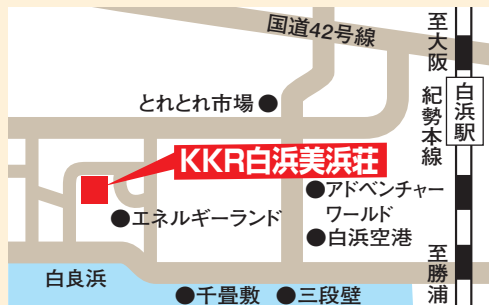 国道42号線
至大阪
白浜駅
紀勢本線
とれとれ市場
KKR白浜美浜荘
アドベンチャー
ワールド
エネルギーランド
白浜空港
至勝浦
白良浜
千畳敷
三段壁